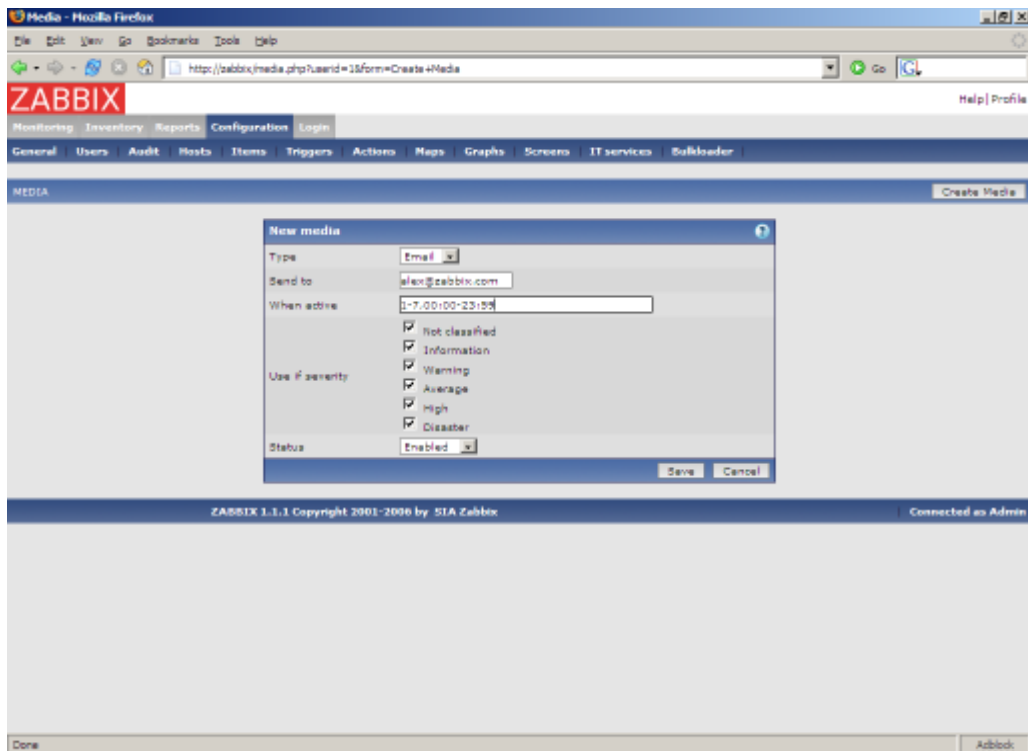 Media - Mozilla Firefox
File Edit View Go Bookmarks Tools Help
http://zabbix/media.php?userid=1&form=Create+Media Go G
ZABBIX Help | Profile
Monitoring Inventory Reports Configuration Login
General Users Audit Hosts Items Triggers Actions Maps Graphs Screens IT services Bulkloader
MEDIA Create Media
New media
Type Email
Send to alex@zabbix.com
When active 1-7,00:00-23:59
Use if severity
Not classified
Information
Warning
Average
High
Disaster
Status Enabled
Save Cancel
ZABBIX 1.1.1 Copyright 2001-2006 by SIA Zabbix Connected as Admin
Done Adblock